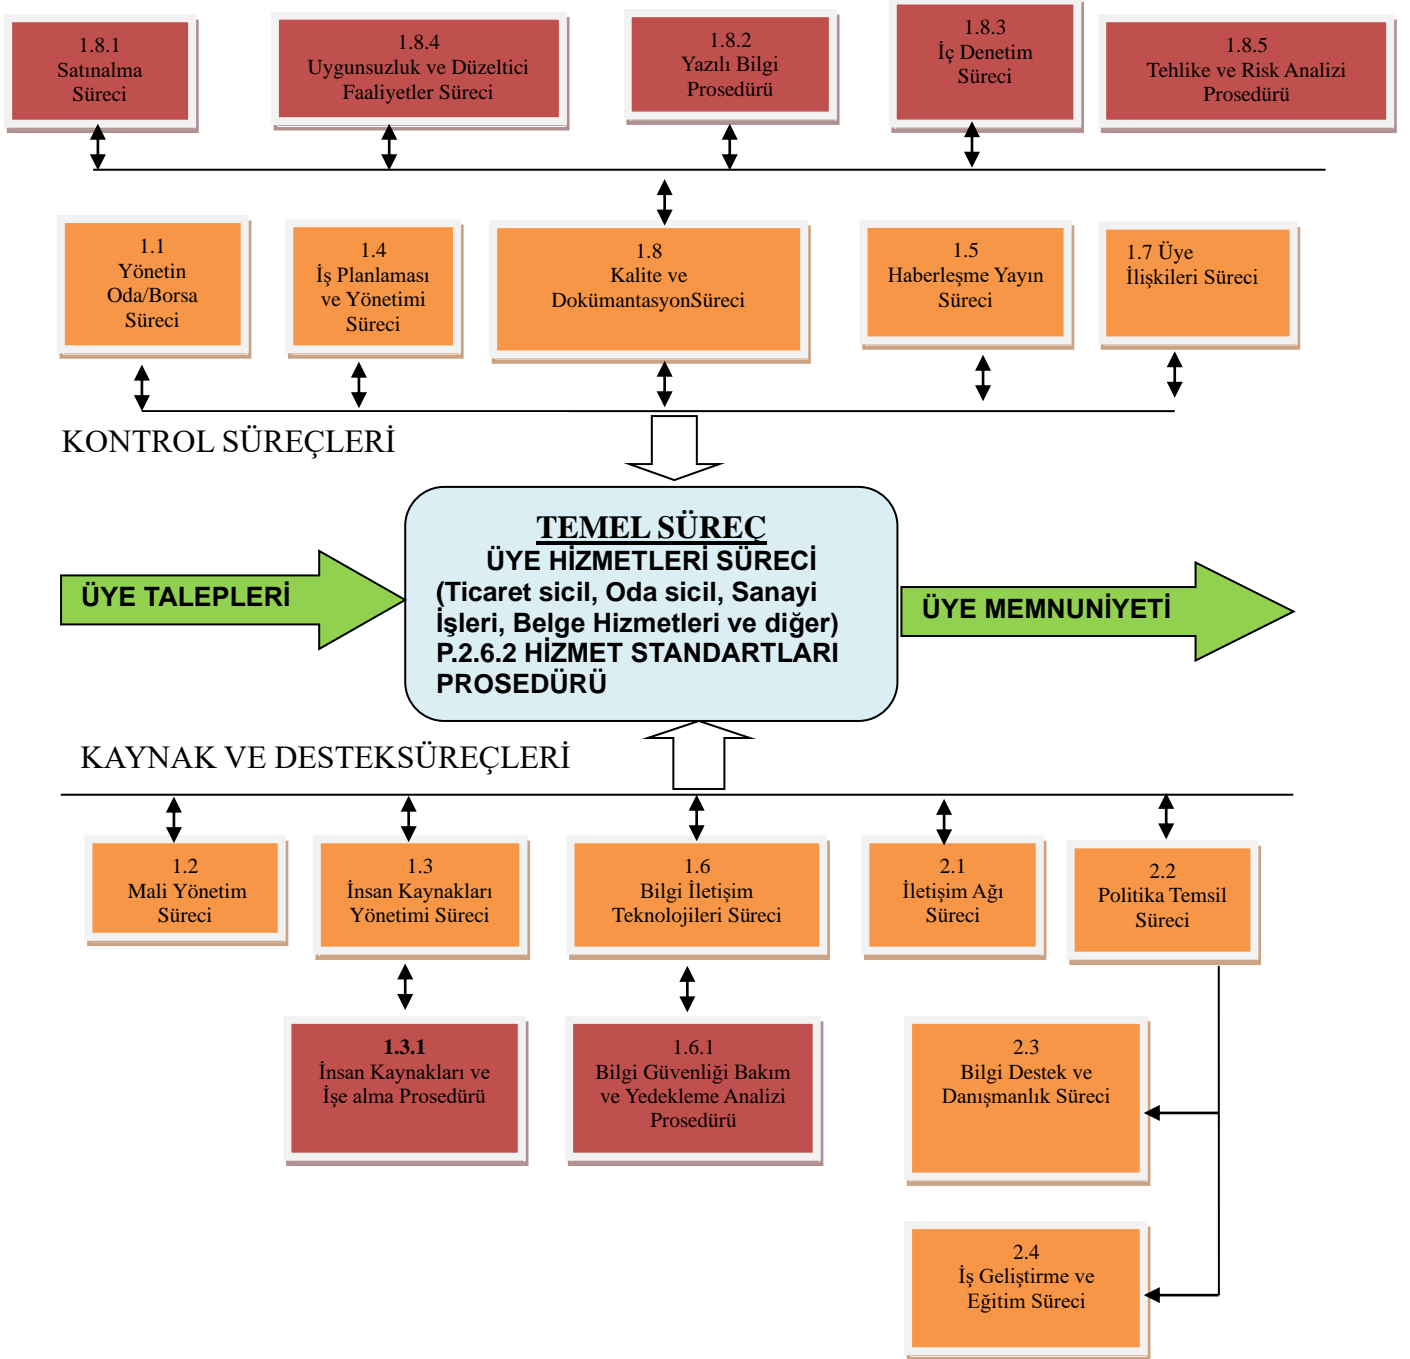 1.8.1
Satınalma
Süreci
1.8.4
Uygunsuzluk ve Düzeltici
Faaliyetler Süreci
1.8.2
Yazılı Bilgi
Prosedürü
1.8.3
İç Denetim
Süreci
1.8.5
Tehlike ve Risk Analizi
Prosedürü
1.1
Yönetin
Oda/Borsa
Süreci
1.4
İş Planlaması
ve Yönetimi
Süreci
1.8
Kalite ve
DokümantasyonSüreci
1.5
Haberleşme Yayın
Süreci
1.7 Üye
İlişkileri Süreci
KONTROL SÜREÇLERİ
TEMEL SÜREÇ
ÜYE HİZMETLERİ SÜRECİ
(Ticaret sicil, Oda sicil, Sanayi
İşleri, Belge Hizmetleri ve diğer)
P.2.6.2 HİZMET STANDARTLARI
PROSEDÜRÜ
ÜYE TALEPLERİ
ÜYE MEMNUNİYETİ
KAYNAK VE DESTEKSÜREÇLERİ
1.2
Mali Yönetim
Süreci
1.3
İnsan Kaynakları
Yönetimi Süreci
1.6
Bilgi İletişim
Teknolojileri Süreci
2.1
İletişim Ağı
Süreci
2.2
Politika Temsil
Süreci
1.3.1
İnsan Kaynakları ve
İşe alma Prosedürü
1.6.1
Bilgi Güvenliği Bakım
ve Yedekleme Analizi
Prosedürü
2.3
Bilgi Destek ve
Danışmanlık Süreci
2.4
İş Geliştirme ve
Eğitim Süreci